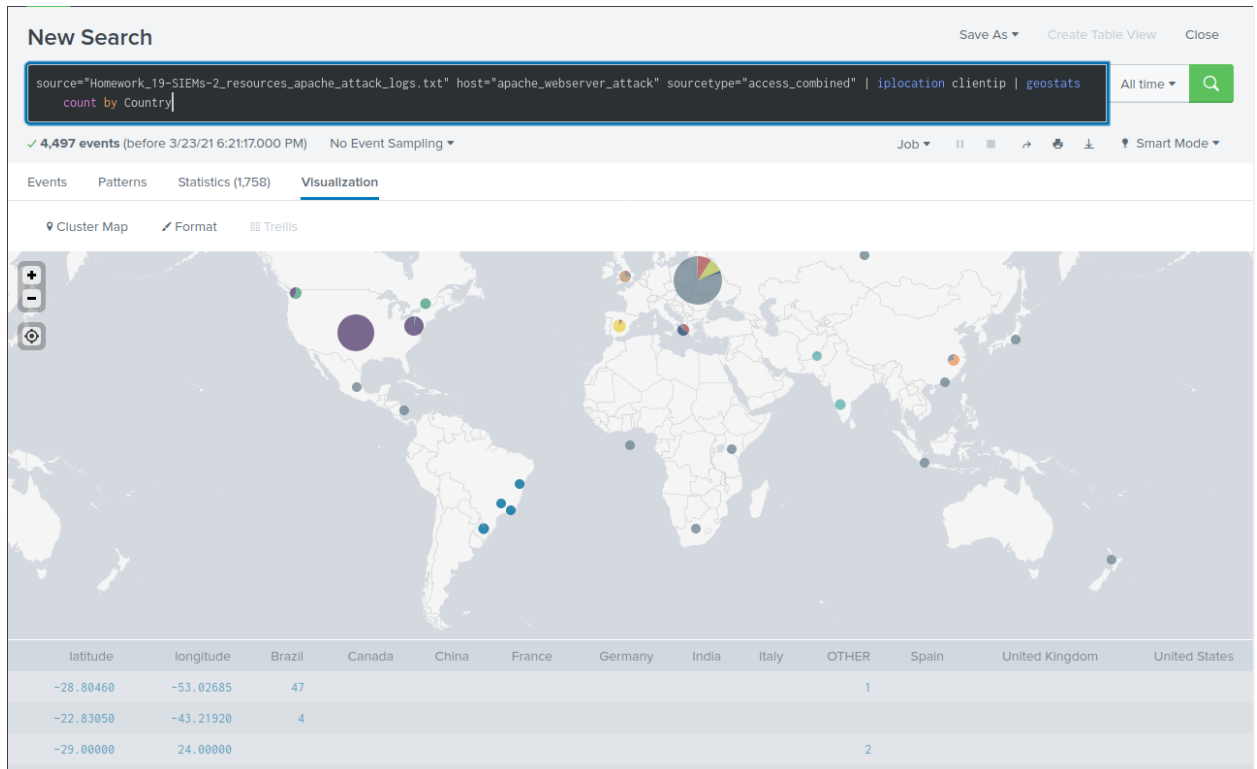 New Search
Save As ▾ Create Table View Close
source="Homework_19-SIEMs-2_resources_apache_attack_logs.txt" host="apache_webserver_attack" sourcetype="access_combined" | iplocation clientip | geostats
count by Country
All time ▾
✓ 4,497 events (before 3/23/21 6:21:17.000 PM) No Event Sampling ▾
Job ▾ Smart Mode ▾
Events Patterns Statistics (1,758) Visualization
Cluster Map Format Trellis
+
−
latitude longitude Brazil Canada China France Germany India Italy OTHER Spain United Kingdom United States
-28.80460 -53.02685 47 1
-22.83050 -43.21920 4
-29.00000 24.00000 2